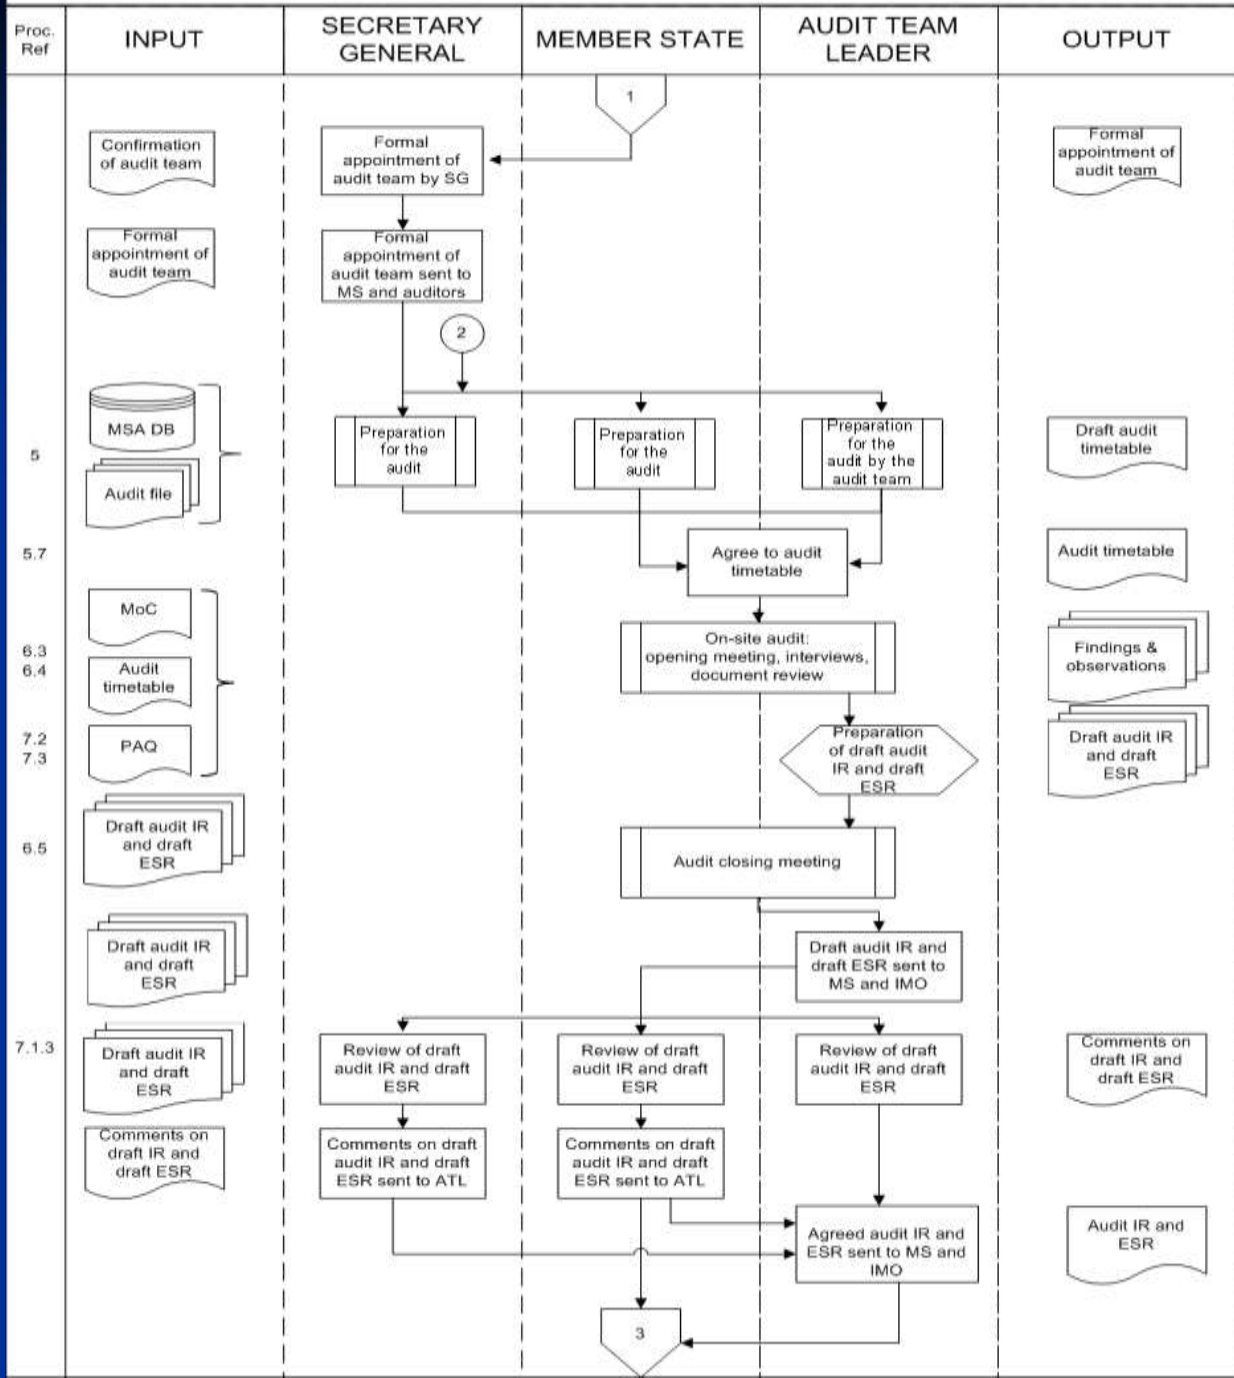 Proc.
Ref
INPUT
SECRETARY
GENERAL
MEMBER STATE
AUDIT TEAM
LEADER
OUTPUT
1
Confirmation
of audit team
Formal
appointment of
audit team by SG
Formal
appointment of
audit team
Formal
appointment of
audit team
Formal
appointment of
audit team sent to
MS and auditors
2
MSA DB
5
Audit file
Preparation
for the
audit
Preparation
for the
audit
Preparation
for the
audit by the
audit team
Draft audit
timetable
5.7
Agree to audit
timetable
Audit timetable
MoC
6.3
6.4
Audit
timetable
On-site audit:
opening meeting, interviews,
document review
Findings &
observations
7.2
7.3
PAQ
Preparation
of draft audit
IR and draft
ESR
Draft audit IR
and draft
ESR
6.5
Draft audit IR
and draft
ESR
Audit closing meeting
Draft audit IR
and draft
ESR
Draft audit IR and
draft ESR sent to
MS and IMO
7.1.3
Draft audit IR
and draft
ESR
Review of draft
audit IR and draft
ESR
Review of draft
audit IR and draft
ESR
Review of draft
audit IR and draft
ESR
Comments on
draft IR and
draft ESR
Comments on
draft IR and
draft ESR
Comments on draft
audit IR and draft
ESR sent to ATL
Comments on draft
audit IR and draft
ESR sent to ATL
Agreed audit IR and
ESR sent to MS and
IMO
Audit IR and
ESR
3